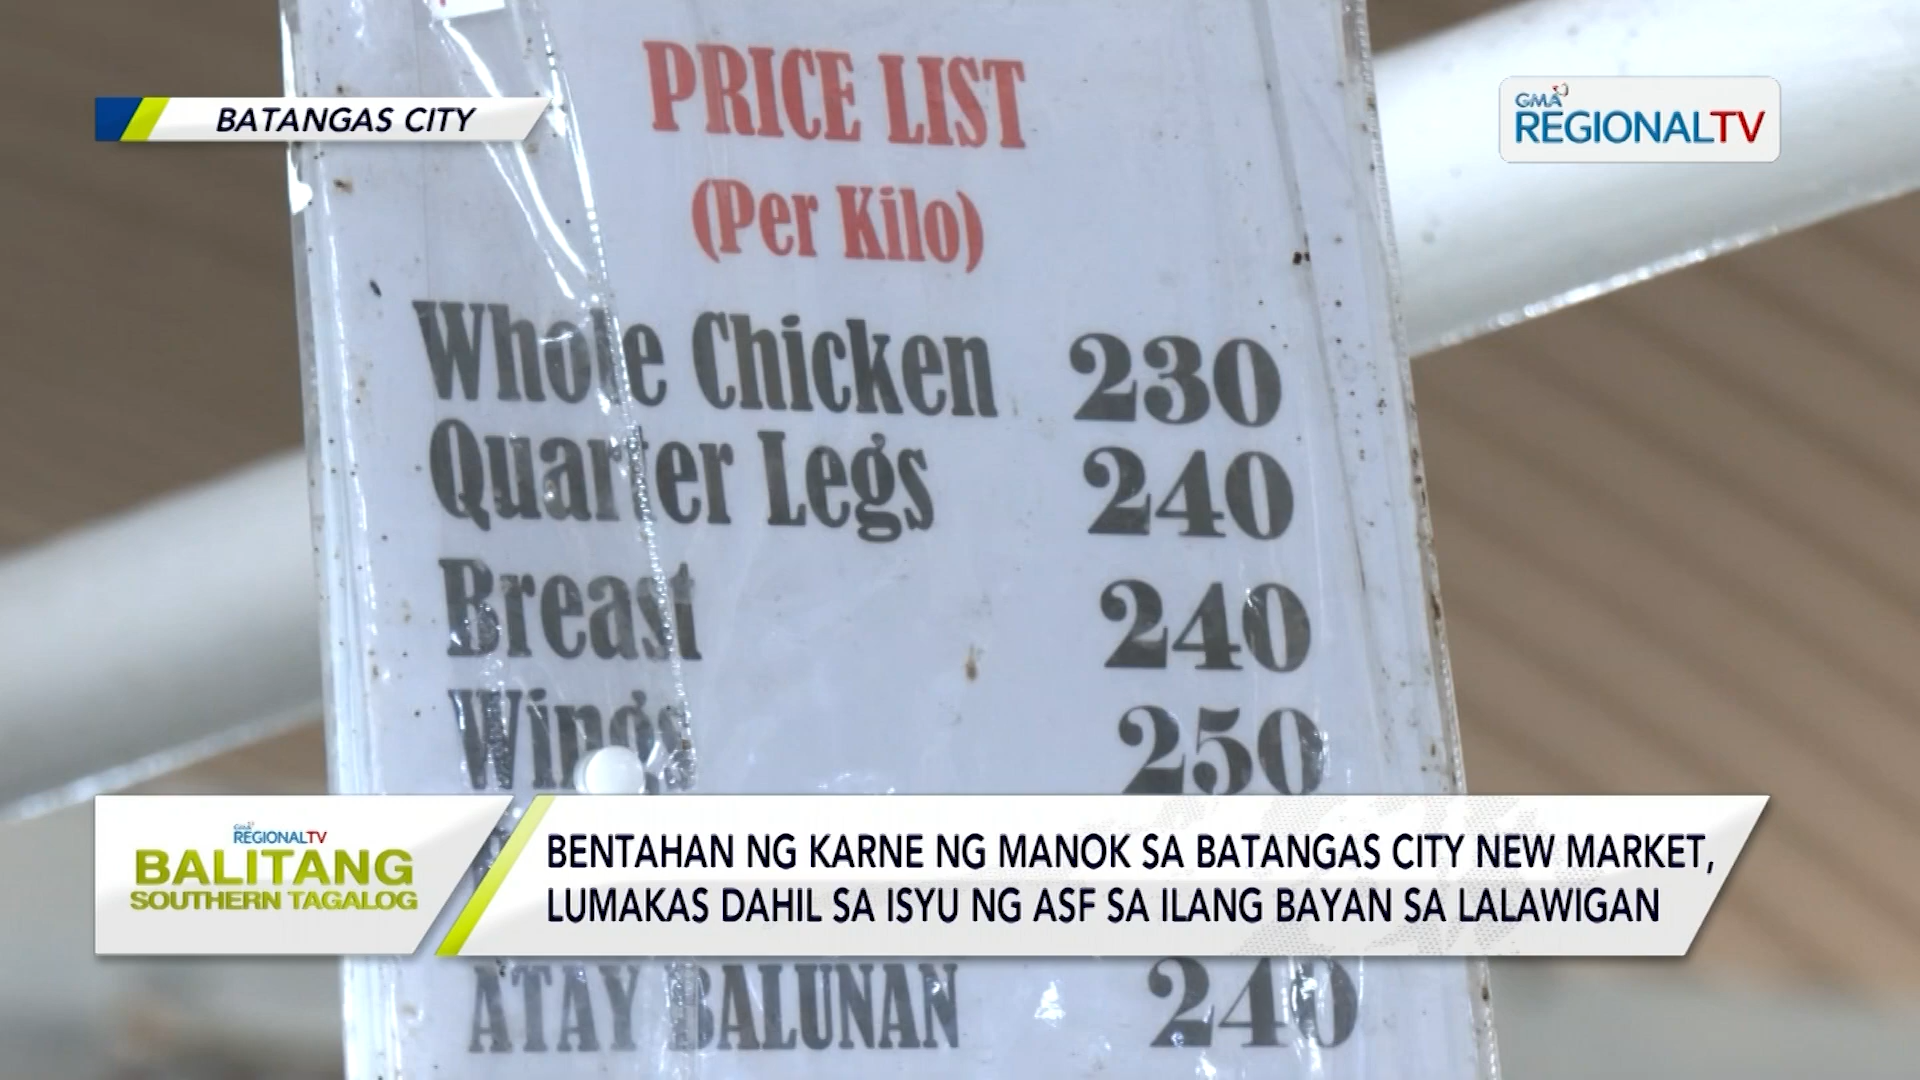 BATANGAS CITY
GMA
REGIONALTV
PRICE LIST
(Per Kilo)
Whole Chicken 230
Quarter Legs 240
Breast 240
Wings 250
GMA
REGIONALTV
BALITANG
SOUTHERN TAGALOG
BENTAHAN NG KARNE NG MANOK SA BATANGAS CITY NEW MARKET,
LUMAKAS DAHIL SA ISYU NG ASF SA ILANG BAYAN SA LALAWIGAN
ATAY BALUNAN 240